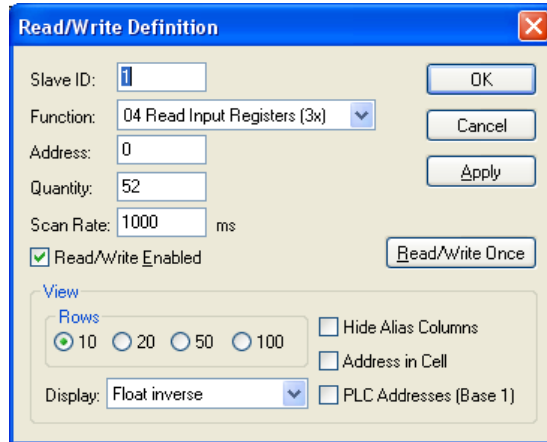 Read/Write Definition
Slave ID: 1
OK
Function: 04 Read Input Registers (3x)
Cancel
Address: 0
Apply
Quantity: 52
Scan Rate: 1000 ms
Read/Write Enabled
Read/Write Once
View
Rows
10 20 50 100
Hide Alias Columns
Address in Cell
Display: Float inverse
PLC Addresses (Base 1)